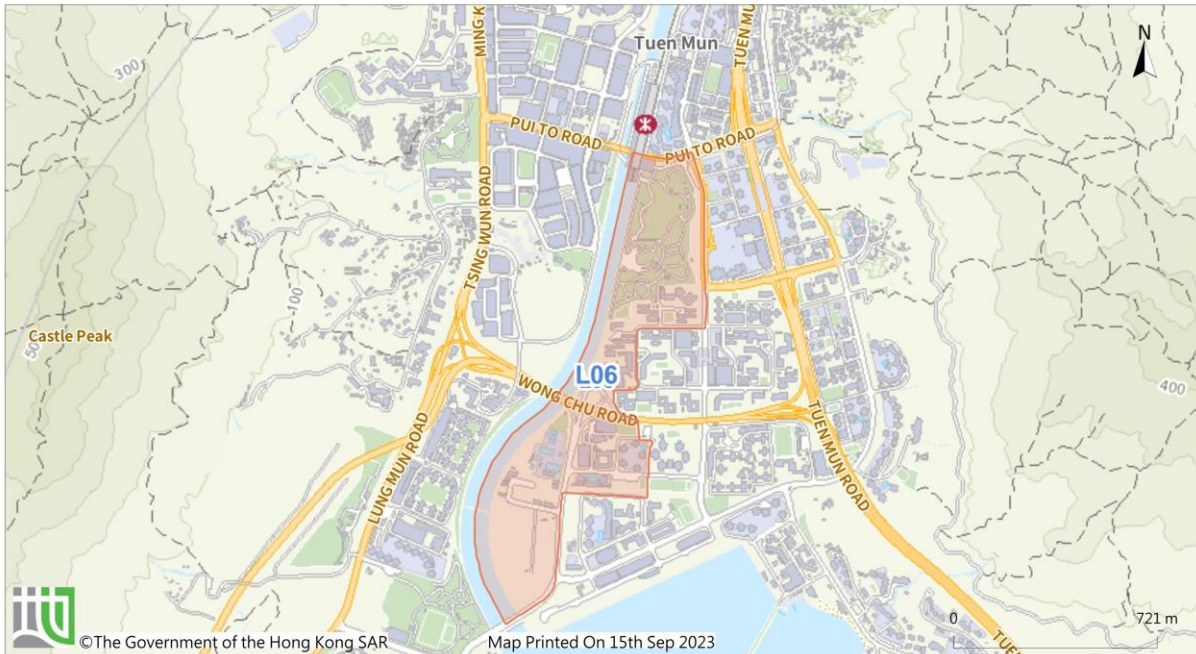 MING K
TUEN MU
Tuen Mun
N
300
PUI TO ROAD
PUI TO ROAD
TSING WUN ROAD
100
Castle Peak
L06
WONG CHU ROAD
400
LUNG MUN ROAD
TUEN MUN ROAD
0
721 m
TUEN
©The Government of the Hong Kong SAR
Map Printed On 15th Sep 2023